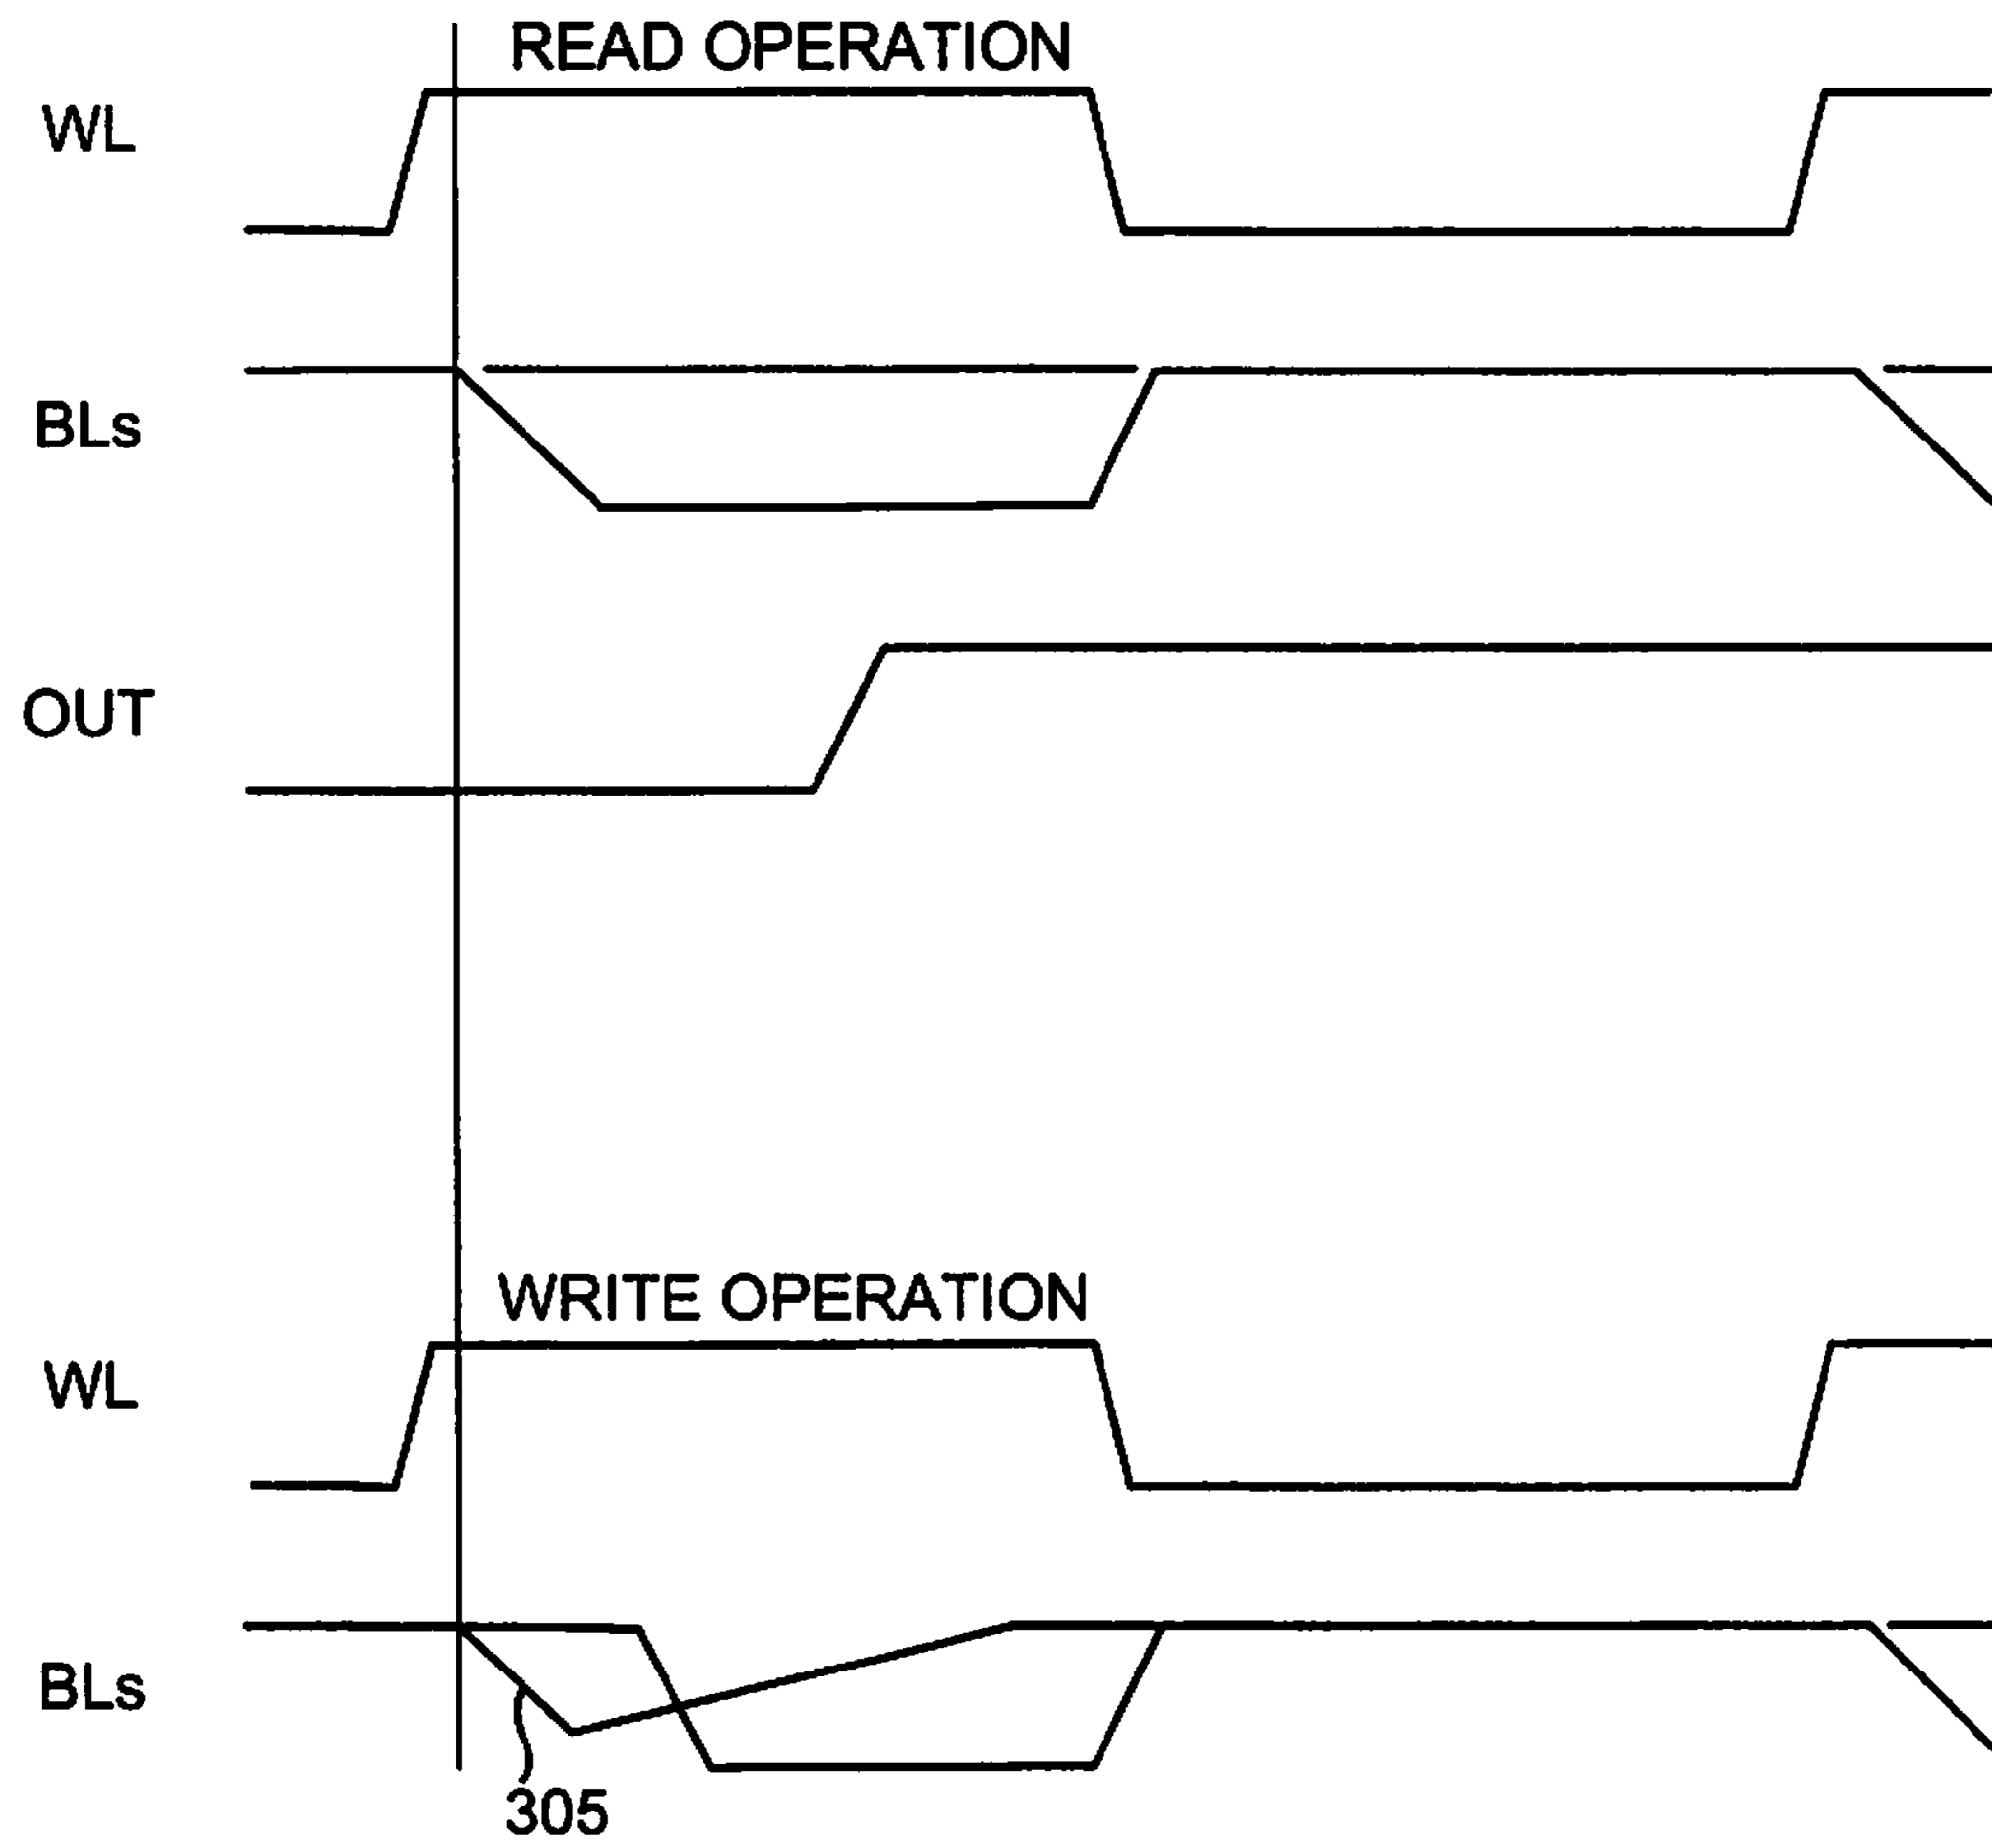 READ OPERATION
WL
BLs
OUT
WRITE OPERATION
WL
BLs
305